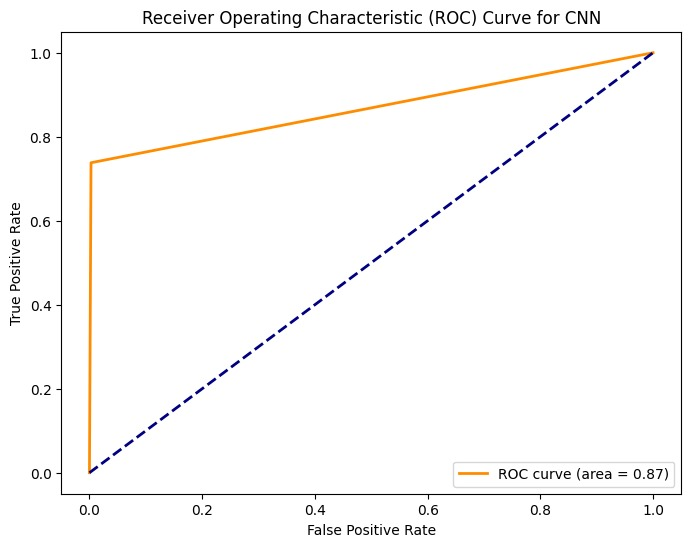 Receiver Operating Characteristic (ROC) Curve for CNN
1.0
0.8
0.6
0.4
0.2
0.0
True Positive Rate
ROC curve (area = 0.87)
0.0 0.2 0.4 0.6 0.8 1.0
False Positive Rate